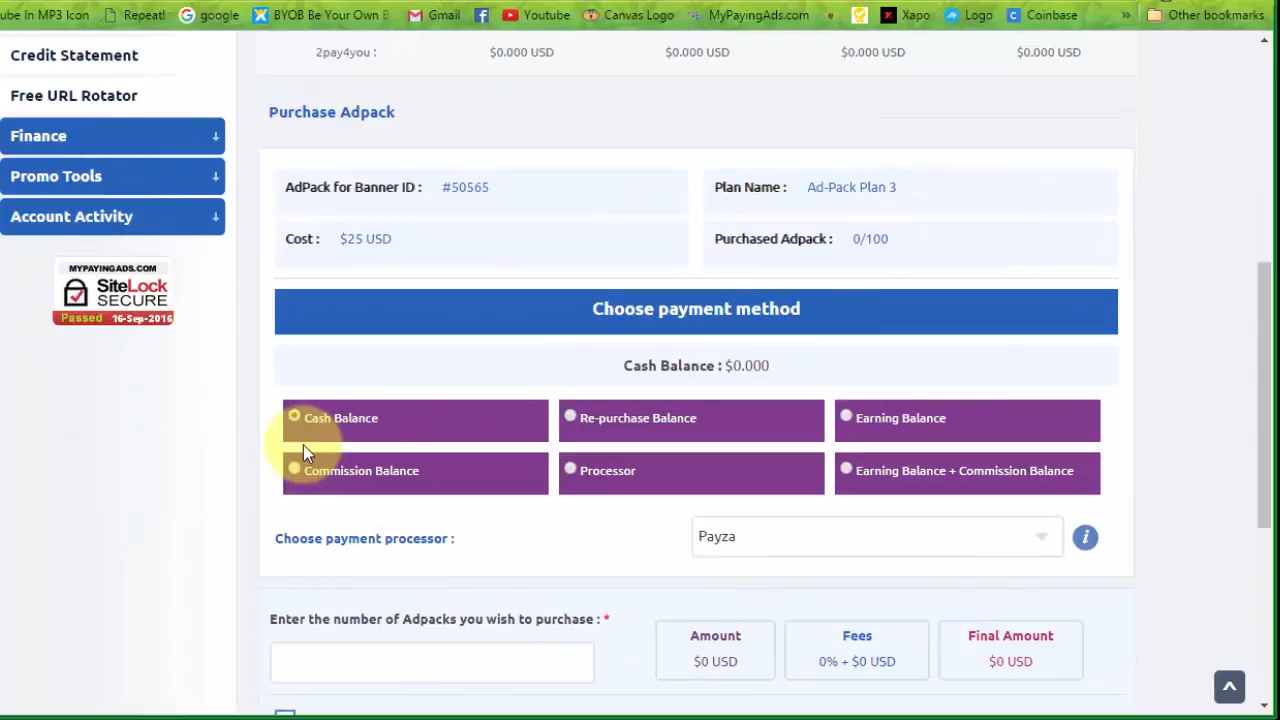 ube In MP3 Icon Repeat! google BYOB Be Your Own B Gmail Youtube Canvas Logo MyPayingAds.com Xapo Logo Coinbase » Other bookmarks
Credit Statement
Free URL Rotator
Finance
Promo Tools
Account Activity
MYPAYINGADS.COM
SiteLock
SECURE
Passed 16-Sep-2016
2pay4you : $0.000 USD $0.000 USD $0.000 USD $0.000 USD
Purchase Adpack
AdPack for Banner ID : #50565 Plan Name : Ad-Pack Plan 3
Cost : $25 USD Purchased Adpack : 0/100
Choose payment method
Cash Balance : $0.000
Cash Balance Re-purchase Balance Earning Balance
Commission Balance Processor Earning Balance + Commission Balance
Choose payment processor : Payza i
Enter the number of Adpacks you wish to purchase : *
Amount Fees Final Amount
$0 USD 0% + $0 USD $0 USD